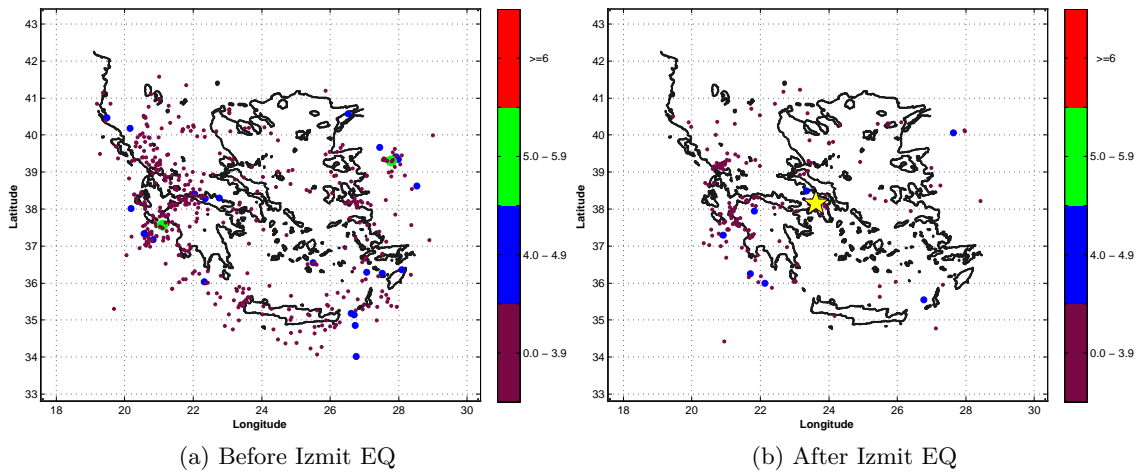 43
42
41
40
39
38
37
36
35
34
33
Latitude
18 20 22 24 26 28 30
Longitude
>=6
5.0 − 5.9
4.0 − 4.9
0.0 − 3.9
(a) Before Izmit EQ
43
42
41
40
39
38
37
36
35
34
33
Latitude
18 20 22 24 26 28 30
Longitude
>=6
5.0 − 5.9
4.0 − 4.9
0.0 − 3.9
(b) After Izmit EQ